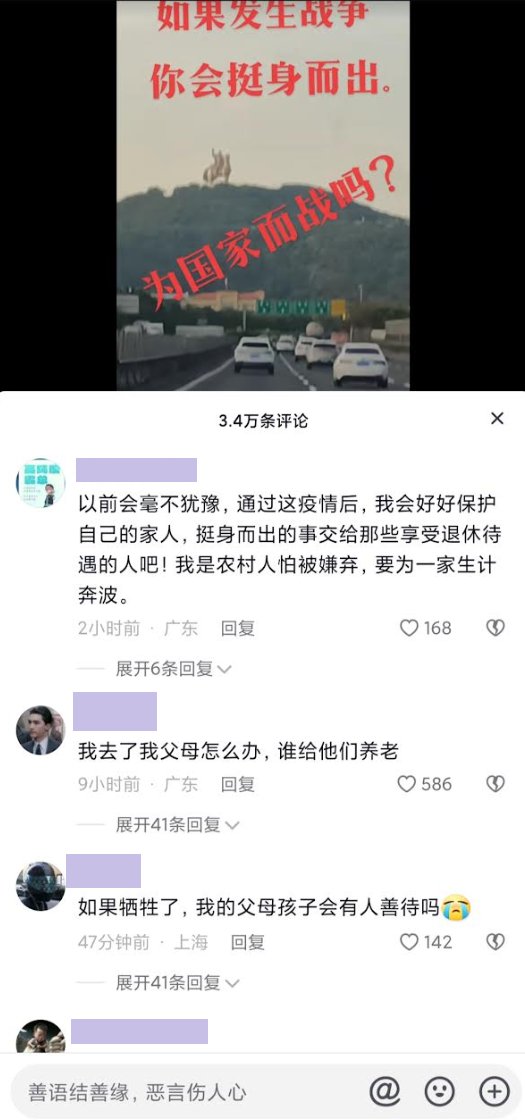 如果发生战争
你会挺身而出。
为国家而战吗？
3.4万条评论
以前会毫不犹豫，通过这疫情后，我会好好保护
自己的家人，挺身而出的事交给那些享受退休待
遇的人吧！我是农村人怕被嫌弃，要为一家生计
奔波。
2小时前 · 广东 回复
168
展开6条回复
我去了我父母怎么办，谁给他们养老
9小时前 · 广东 回复
586
展开41条回复
如果牺牲了，我的父母孩子会有人善待吗😭
47分钟前 · 上海 回复
142
展开41条回复
善语结善缘，恶言伤人心